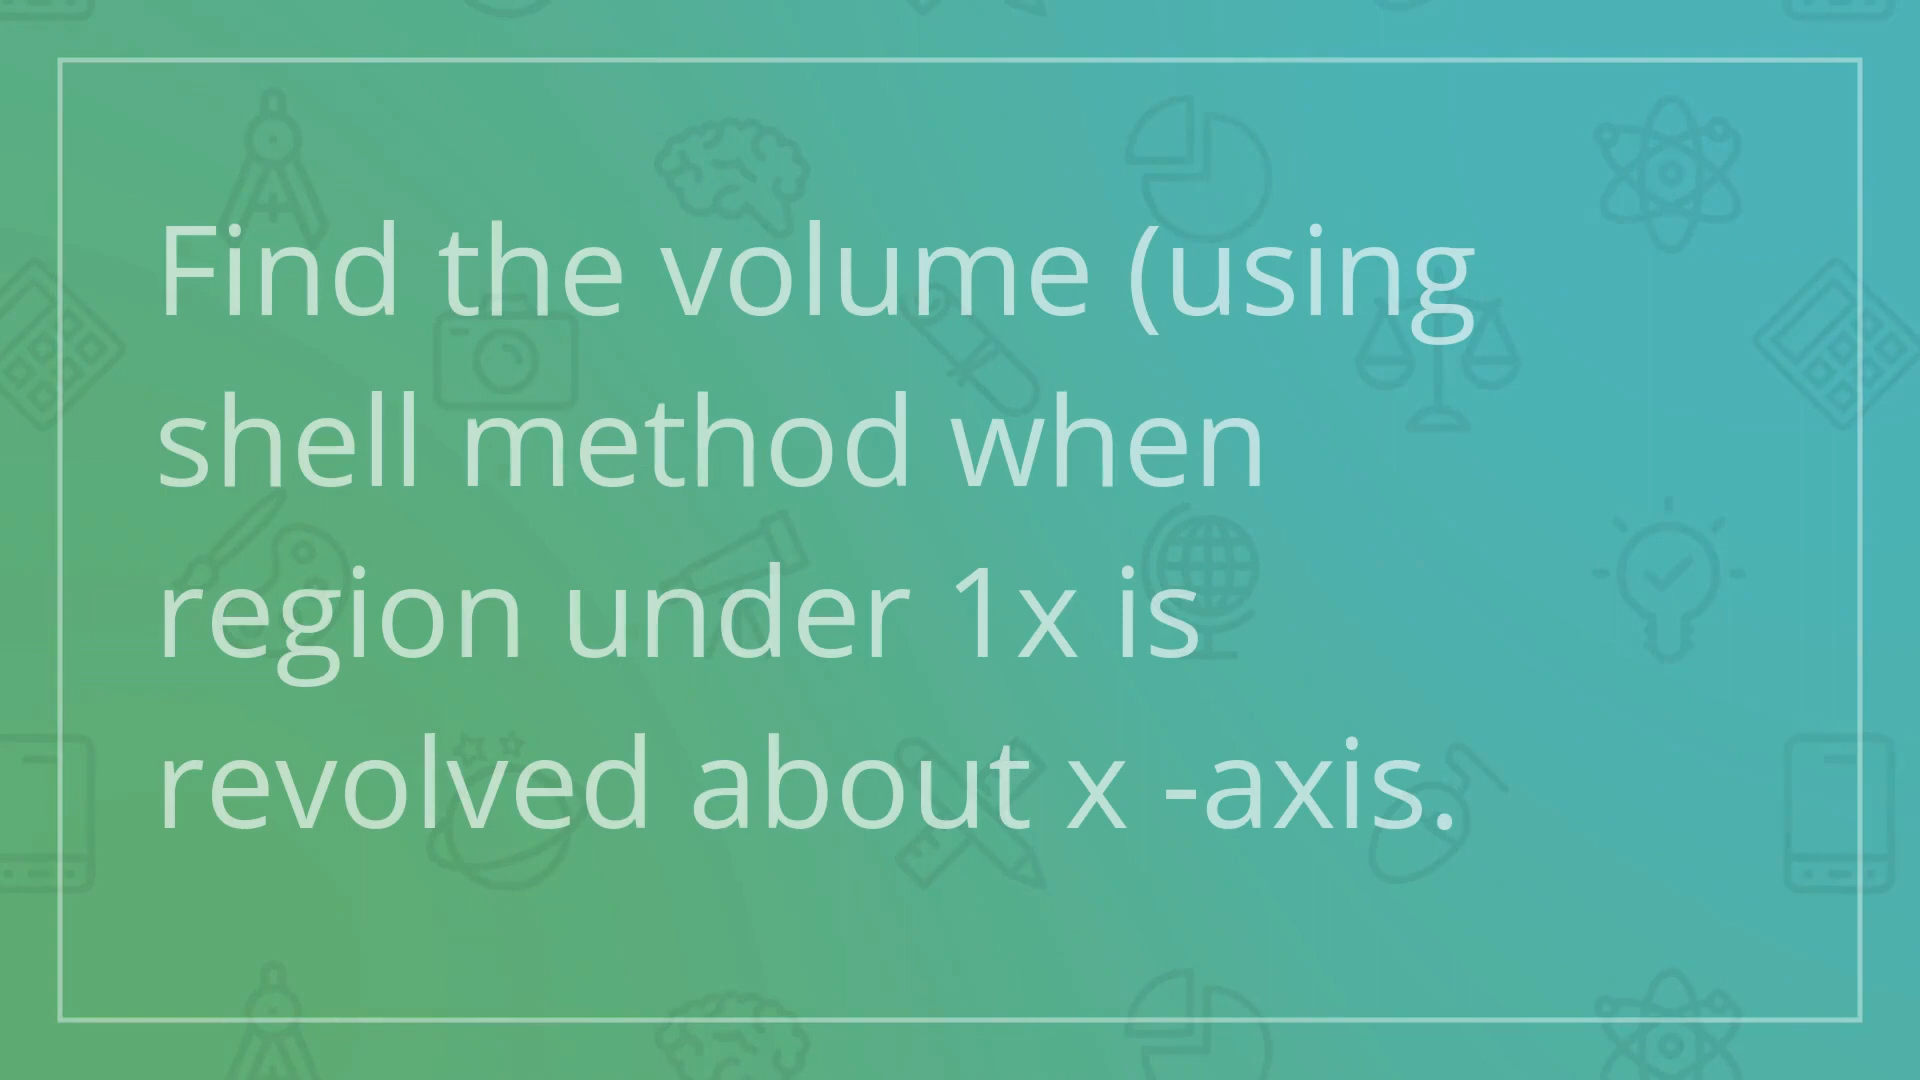 Find the volume (using
shell method when
region under 1x is
revolved about x -axis.